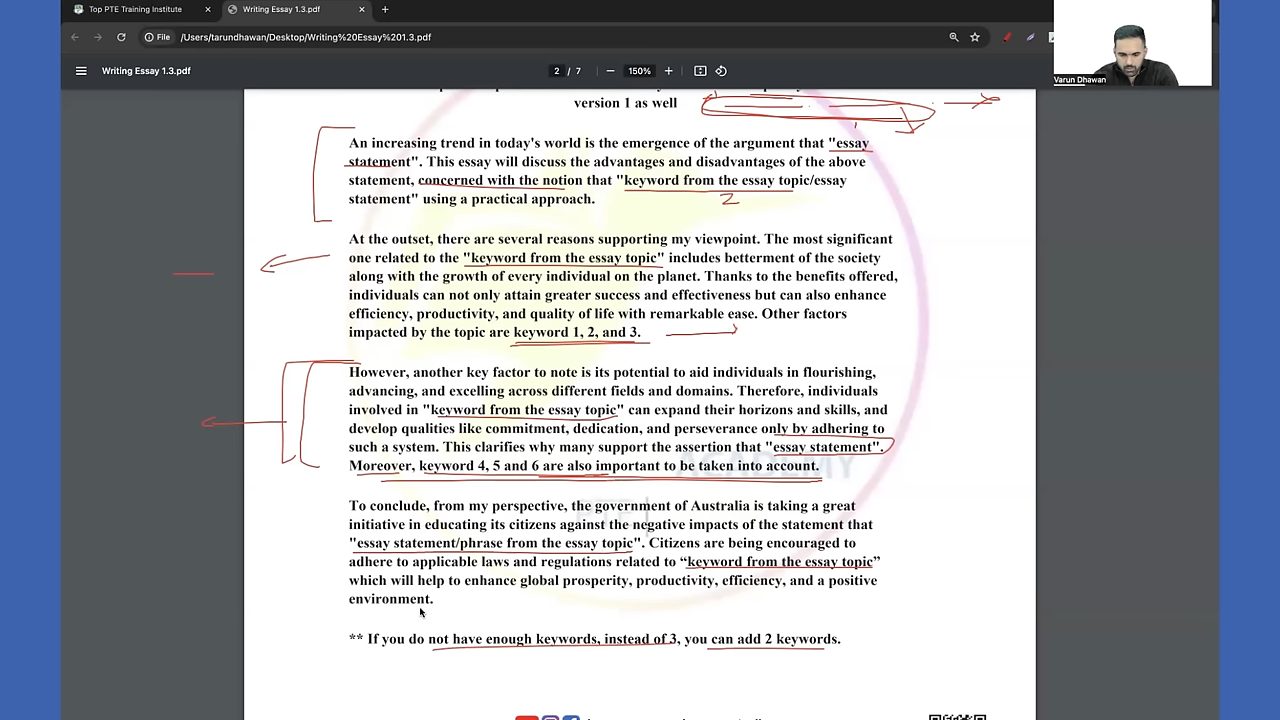 Top PTE Training Institute
Writing Essay 1.3.pdf
File
/Users/tarundhawan/Desktop/Writing%20Essay%201.3.pdf
Writing Essay 1.3.pdf
2 / 7
150%
Varun Dhawan
version 1 as well
An increasing trend in today's world is the emergence of the argument that "essay
statement". This essay will discuss the advantages and disadvantages of the above
statement, concerned with the notion that "keyword from the essay topic/essay
statement" using a practical approach.
2
At the outset, there are several reasons supporting my viewpoint. The most significant
one related to the "keyword from the essay topic" includes betterment of the society
along with the growth of every individual on the planet. Thanks to the benefits offered,
individuals can not only attain greater success and effectiveness but can also enhance
efficiency, productivity, and quality of life with remarkable ease. Other factors
impacted by the topic are keyword 1, 2, and 3.
However, another key factor to note is its potential to aid individuals in flourishing,
advancing, and excelling across different fields and domains. Therefore, individuals
involved in "keyword from the essay topic" can expand their horizons and skills, and
develop qualities like commitment, dedication, and perseverance only by adhering to
such a system. This clarifies why many support the assertion that "essay statement".
Moreover, keyword 4, 5 and 6 are also important to be taken into account.
ACADEMY
PTE
To conclude, from my perspective, the government of Australia is taking a great
initiative in educating its citizens against the negative impacts of the statement that
"essay statement/phrase from the essay topic". Citizens are being encouraged to
adhere to applicable laws and regulations related to “keyword from the essay topic”
which will help to enhance global prosperity, productivity, efficiency, and a positive
environment.
** If you do not have enough keywords, instead of 3, you can add 2 keywords.